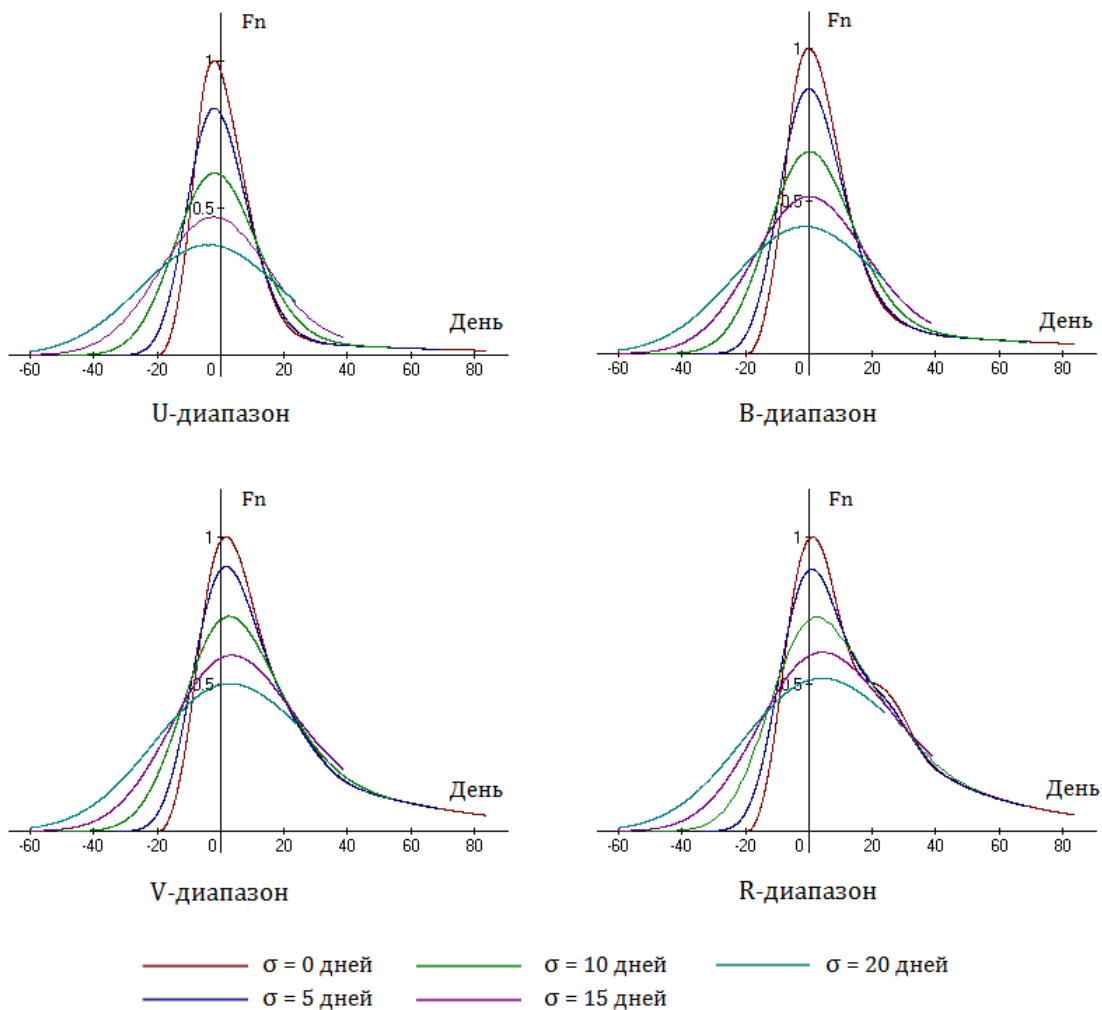 Fn
1
0.5
День
-60 -40 -20 0 20 40 60 80
U-диапазон
Fn
1
0.5
День
-60 -40 -20 0 20 40 60 80
B-диапазон
Fn
1
0.5
День
-60 -40 -20 0 20 40 60 80
V-диапазон
Fn
1
0.5
День
-60 -40 -20 0 20 40 60 80
R-диапазон
σ = 0 дней σ = 10 дней σ = 20 дней
σ = 5 дней σ = 15 дней